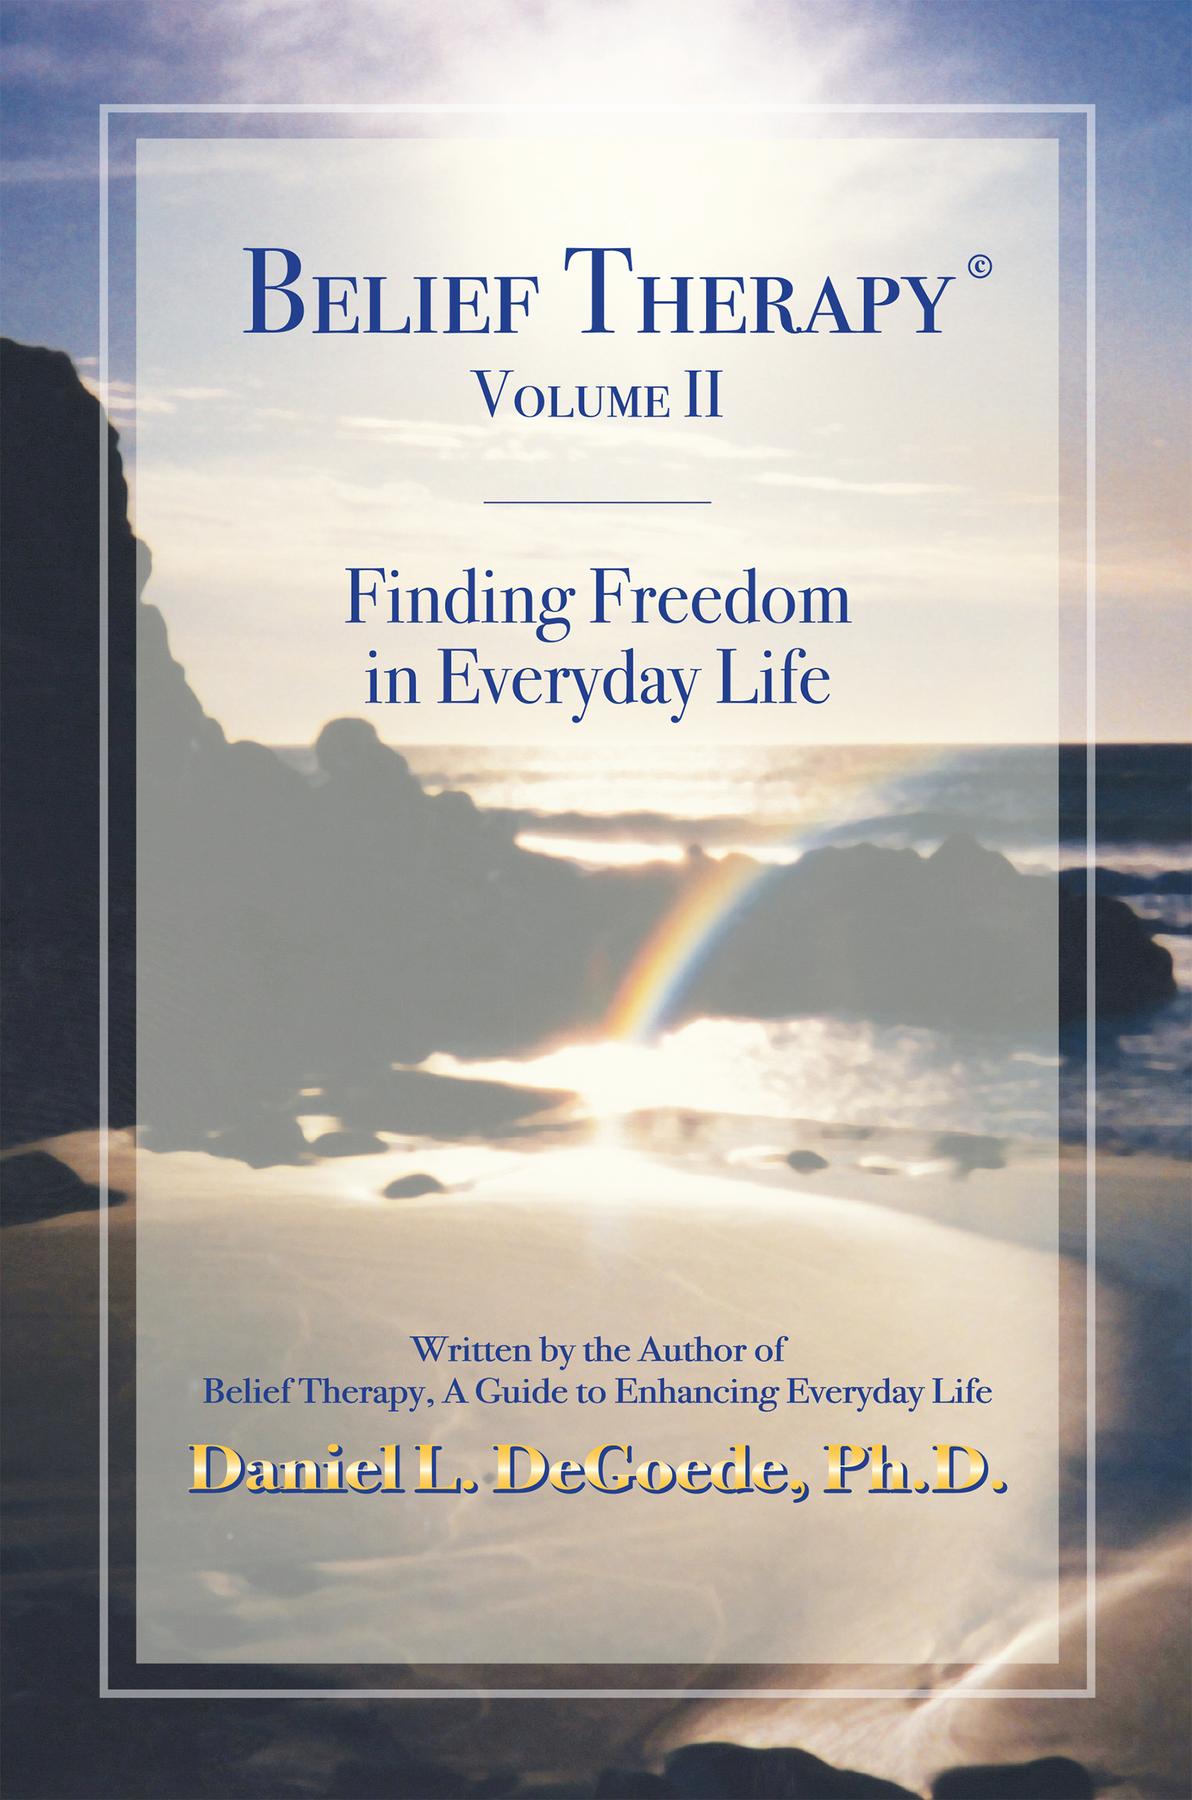 Belief Therapy©
Volume II
Finding Freedom
in Everyday Life
Written by the Author of
Belief Therapy, A Guide to Enhancing Everyday Life
Daniel L. DeGoede, Ph.D.